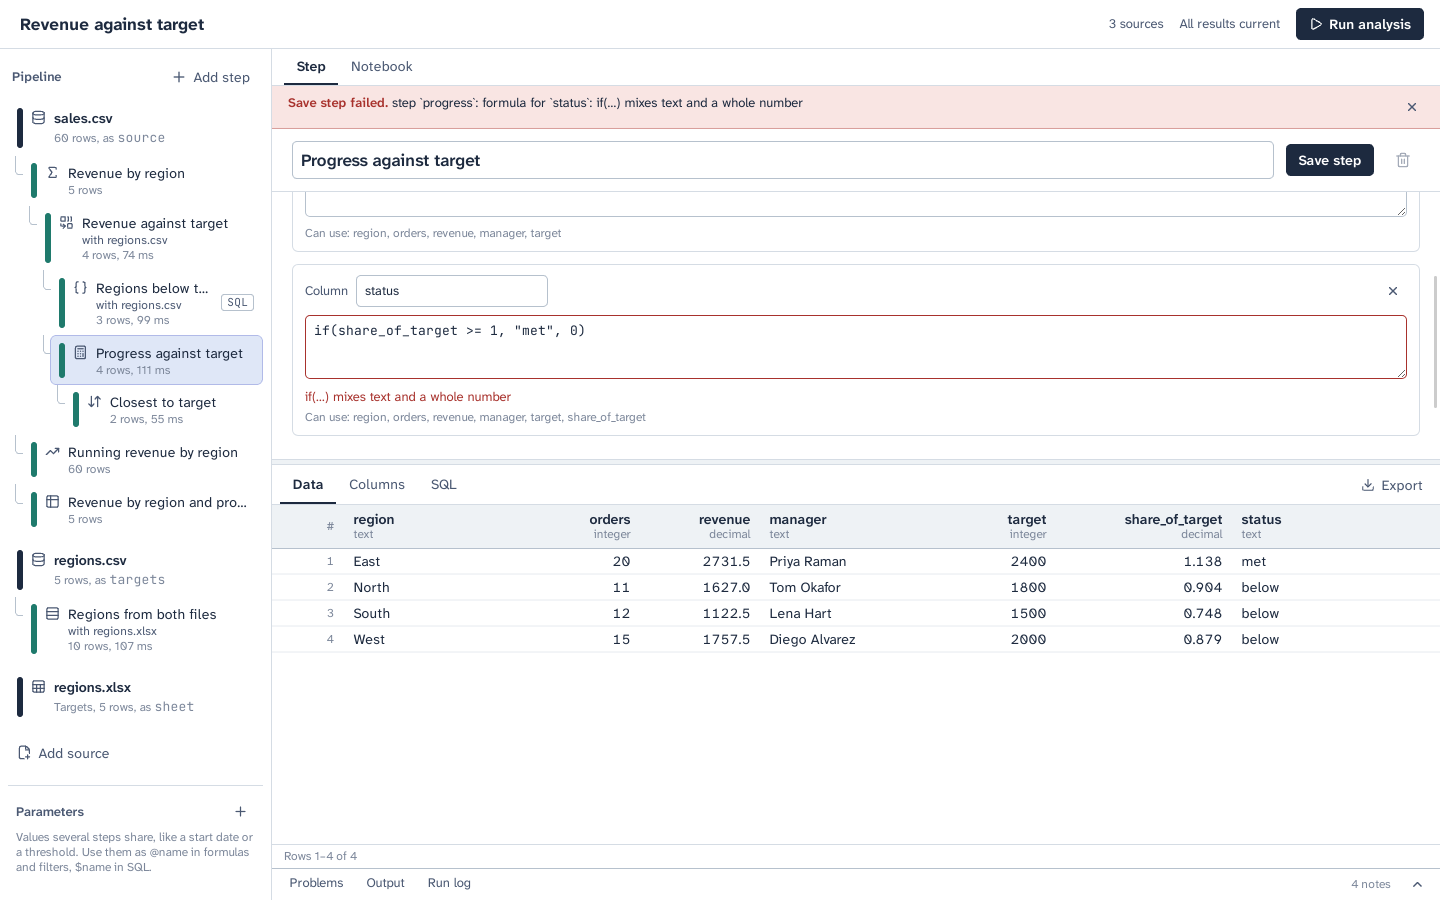 Revenue against target
3 sources
All results current
Run analysis
Pipeline
Add step
sales.csv
60 rows, as source
Revenue by region
5 rows
Revenue against target
with regions.csv
4 rows, 74 ms
Regions below t...
with regions.csv
3 rows, 99 ms
SQL
Progress against target
4 rows, 111 ms
Closest to target
2 rows, 55 ms
Running revenue by region
60 rows
Revenue by region and pro...
5 rows
regions.csv
5 rows, as targets
Regions from both files
with regions.xlsx
10 rows, 107 ms
regions.xlsx
Targets, 5 rows, as sheet
Add source
Parameters
Values several steps share, like a start date or
a threshold. Use them as @name in formulas
and filters, $name in SQL.
Step
Notebook
Save step failed. step `progress`: formula for `status`: if(...) mixes text and a whole number
Progress against target
Save step
Can use: region, orders, revenue, manager, target
Column
status
if(share_of_target >= 1, "met", 0)
if(...) mixes text and a whole number
Can use: region, orders, revenue, manager, target, share_of_target
Data
Columns
SQL
Export
# region orders revenue manager target share_of_target status
text integer decimal text integer decimal text
1 East 20 2731.5 Priya Raman 2400 1.138 met
2 North 11 1627.0 Tom Okafor 1800 0.904 below
3 South 12 1122.5 Lena Hart 1500 0.748 below
4 West 15 1757.5 Diego Alvarez 2000 0.879 below
Rows 1–4 of 4
Problems
Output
Run log
4 notes